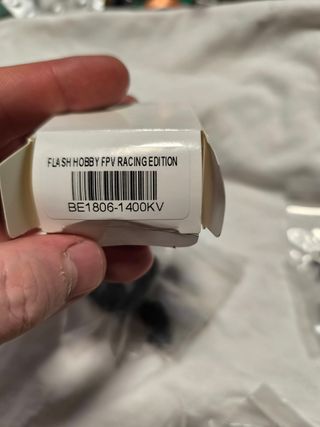 FLASH HOBBY FPV RACING EDITION
BE1806-1400KV